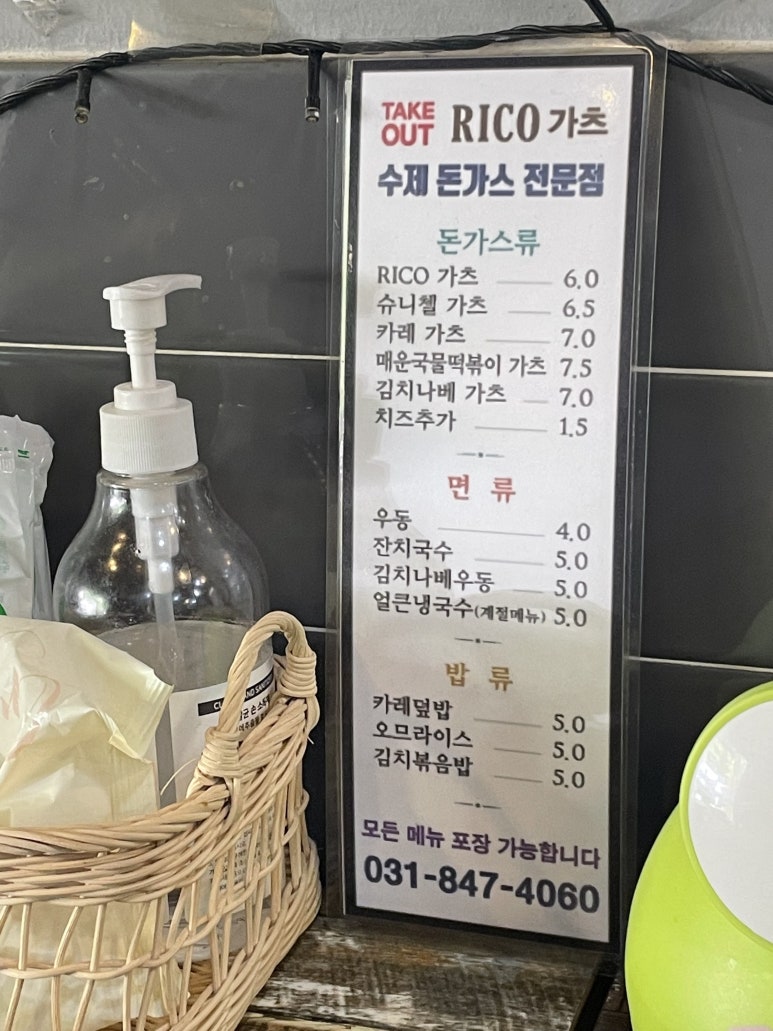 TAKE OUT RICO 가츠
수제 돈가스 전문점
돈가스류
RICO 가츠 6.0
슈니첼 가츠 6.5
카레 가츠 7.0
매운국물떡볶이 가츠 7.5
김치나베 가츠 7.0
치즈추가 1.5
면 류
우동 4.0
잔치국수 5.0
김치나베우동 5.0
얼큰냉국수(계절메뉴) 5.0
밥 류
카레덮밥 5.0
오므라이스 5.0
김치볶음밥 5.0
모든 메뉴 포장 가능합니다
031-847-4060